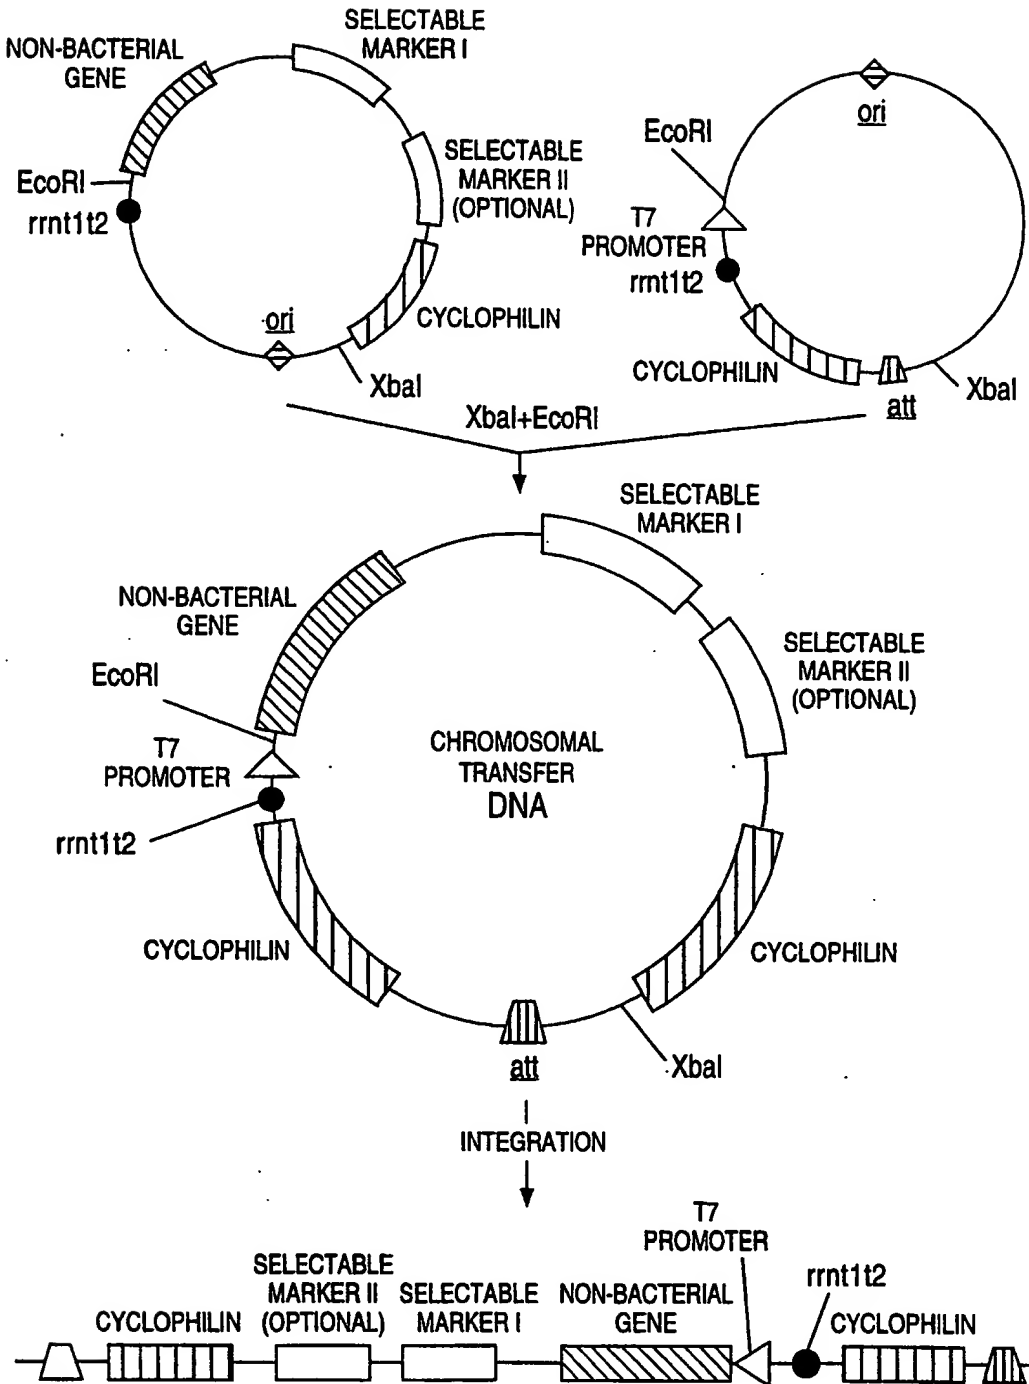 SELECTABLE
MARKER I
NON-BACTERIAL
GENE
EcoRI
rrnt1t2
SELECTABLE
MARKER II
(OPTIONAL)
CYCLOPHILIN
ori
XbaI
ori
EcoRI
T7
PROMOTER
rrnt1t2
CYCLOPHILIN
att
XbaI
XbaI+EcoRI
SELECTABLE
MARKER I
NON-BACTERIAL
GENE
SELECTABLE
MARKER II
(OPTIONAL)
EcoRI
T7
PROMOTER
rrnt1t2
CHROMOSOMAL
TRANSFER
DNA
CYCLOPHILIN
CYCLOPHILIN
att
XbaI
INTEGRATION
T7
PROMOTER
rrnt1t2
CYCLOPHILIN
SELECTABLE
MARKER II
(OPTIONAL)
SELECTABLE
MARKER I
NON-BACTERIAL
GENE
CYCLOPHILIN